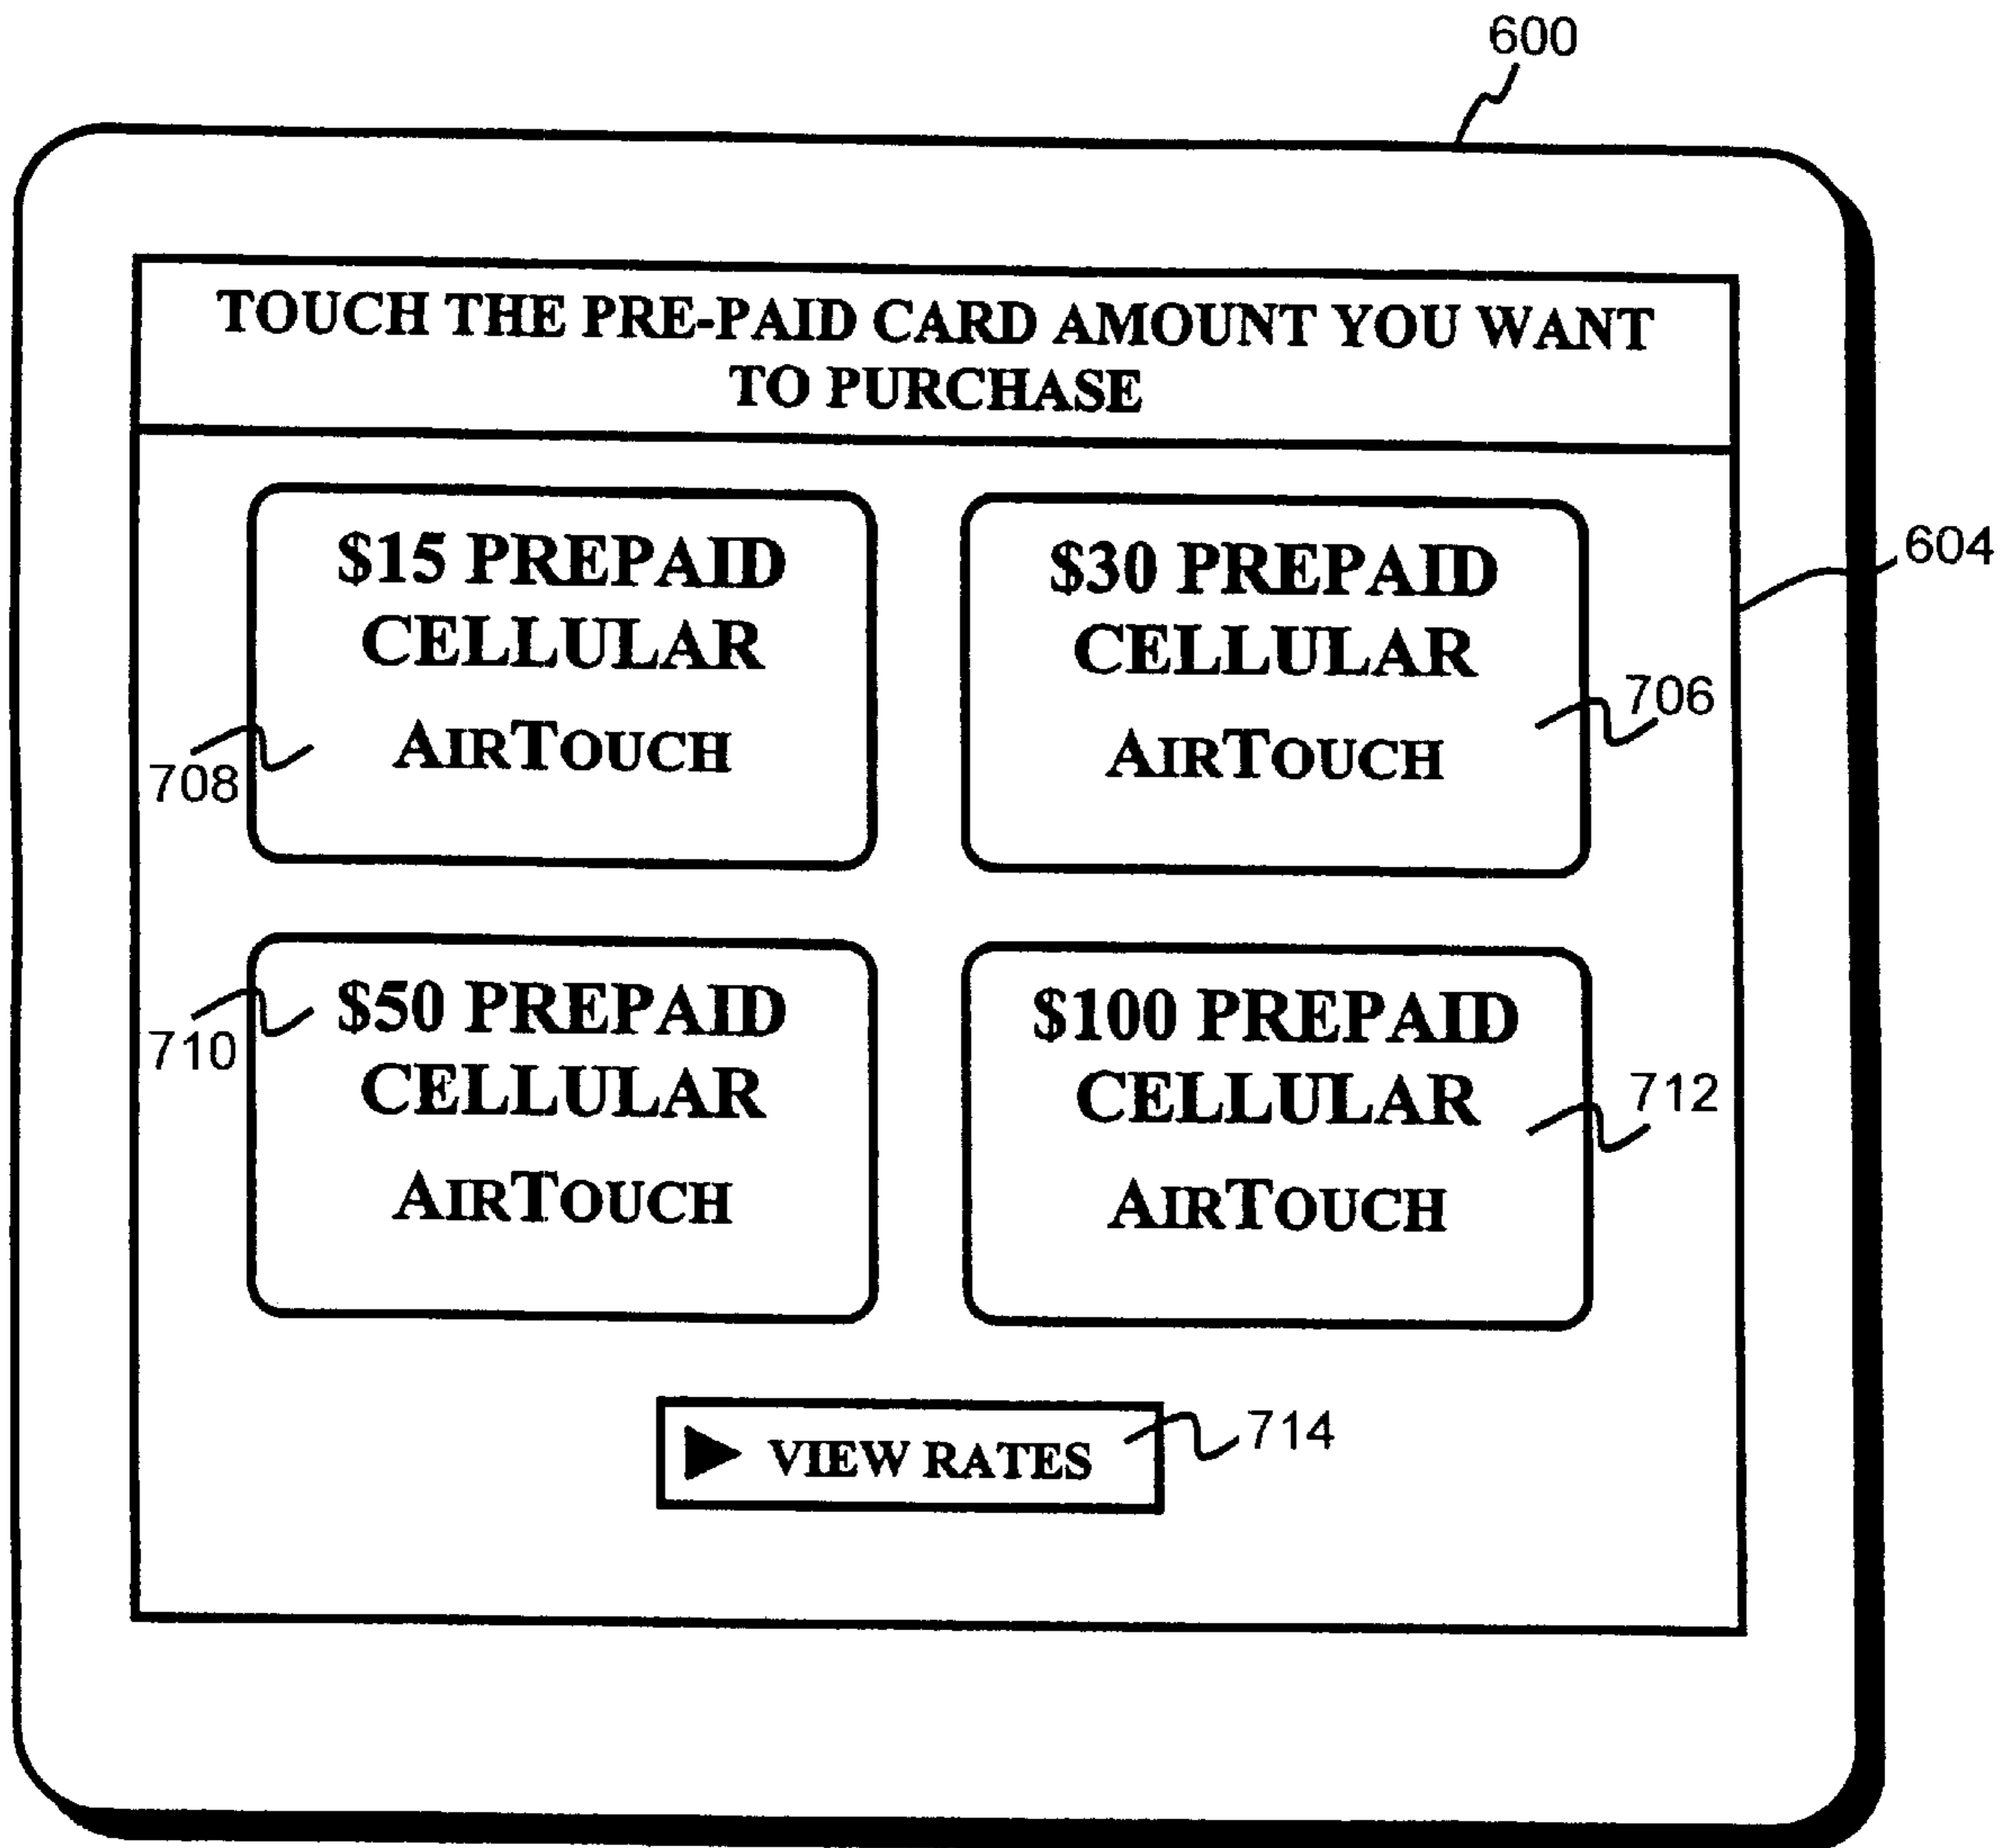 600
TOUCH THE PRE-PAID CARD AMOUNT YOU WANT
TO PURCHASE
$15 PREPAID
CELLULAR
AIRTOUCH
708
$30 PREPAID
CELLULAR
AIRTOUCH
706
604
$50 PREPAID
CELLULAR
AIRTOUCH
710
$100 PREPAID
CELLULAR
AIRTOUCH
712
VIEW RATES
714